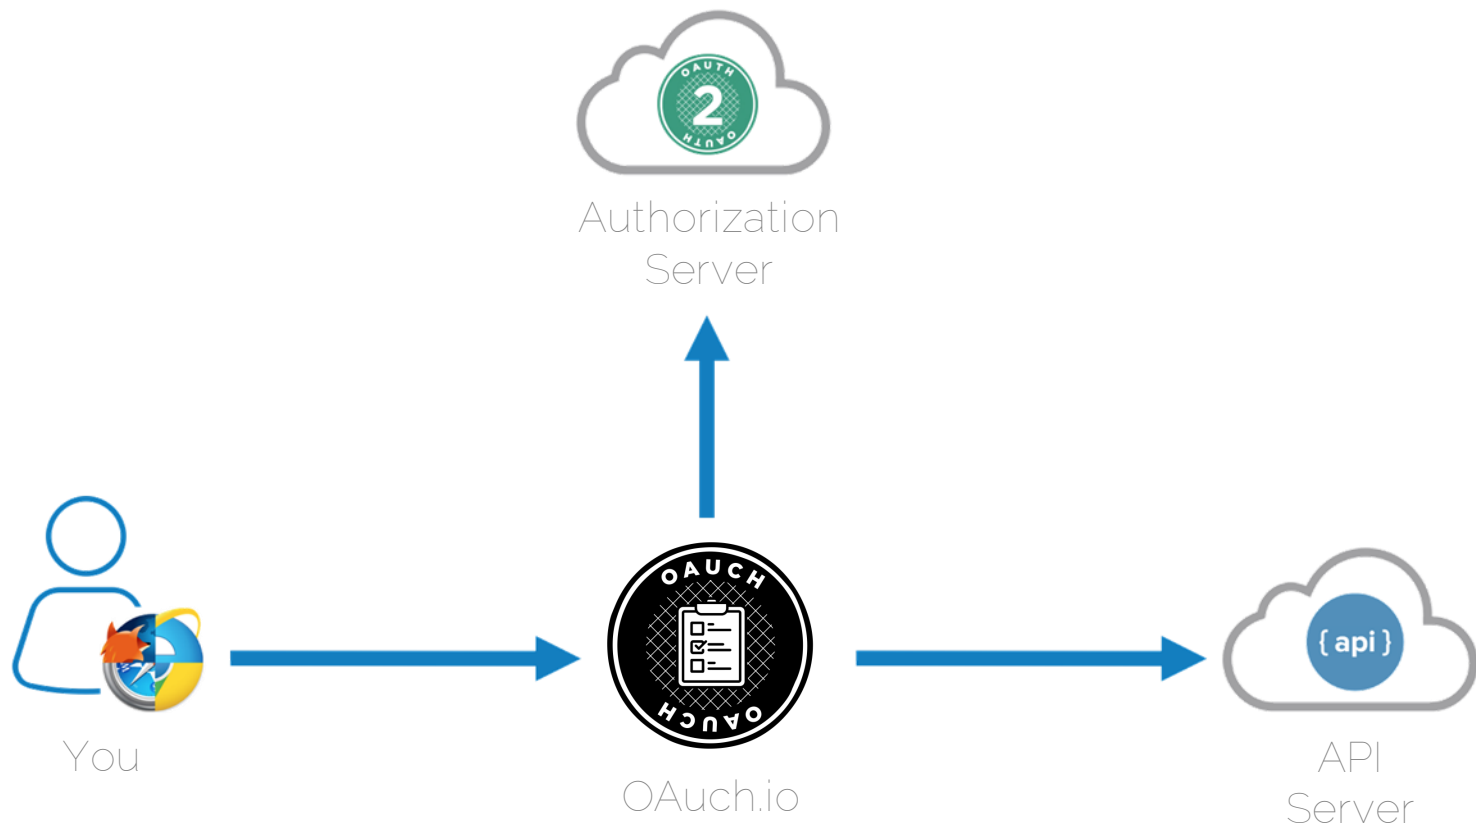 OAUTH
2
OAUTH
Authorization
Server
You
OAUCH
OAUCH
OAuch.io
{ api }
API
Server